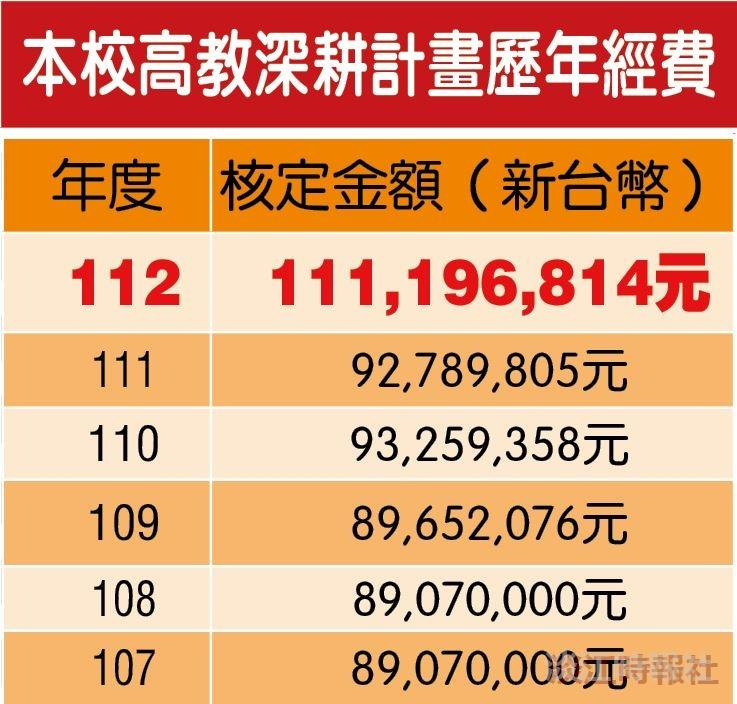 本校高教深耕計畫歷年經費
年度 核定金額（新台幣）
112 111,196,814元
111 92,789,805元
110 93,259,358元
109 89,652,076元
108 89,070,000元
107 89,070,000元
淡江時報社